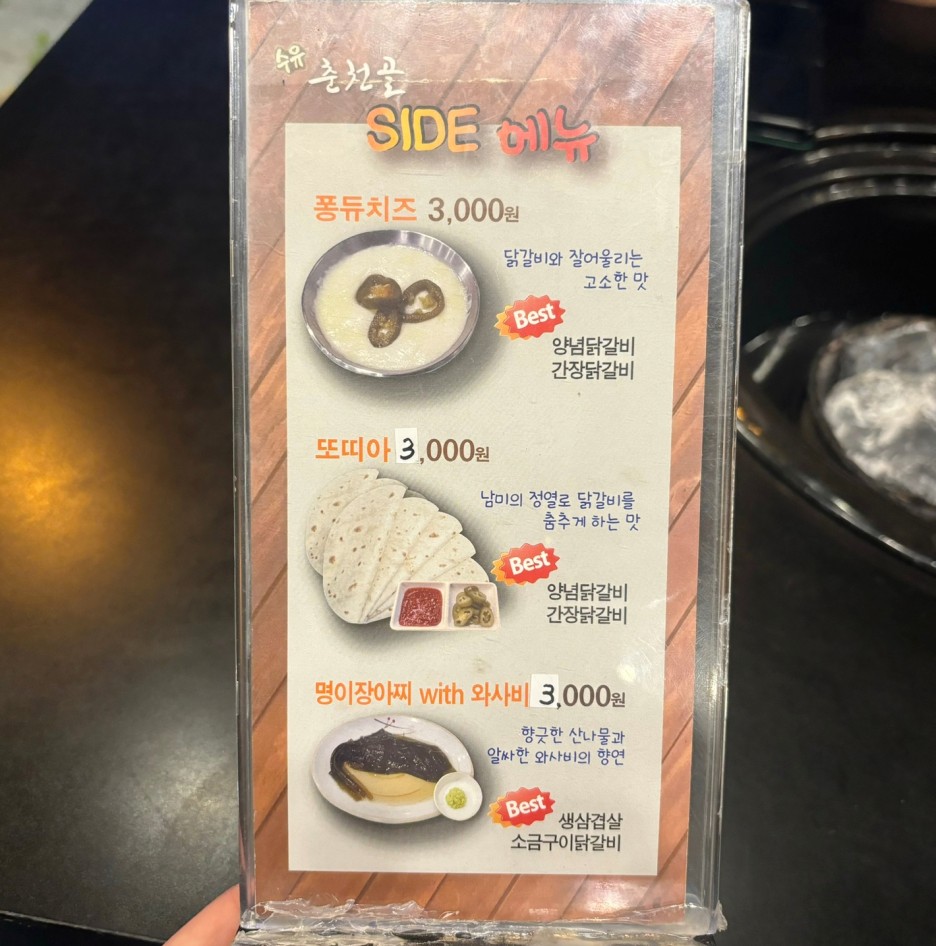 수유 춘천골
SIDE 메뉴
퐁듀치즈 3,000원
닭갈비와 잘어울리는
고소한 맛
Best
양념닭갈비
간장닭갈비
또띠아 3,000원
남미의 정열로 닭갈비를
춤추게 하는 맛
Best
양념닭갈비
간장닭갈비
명이장아찌 with 와사비 3,000원
향긋한 산나물과
알싸한 와사비의 향연
Best
생삼겹살
소금구이닭갈비